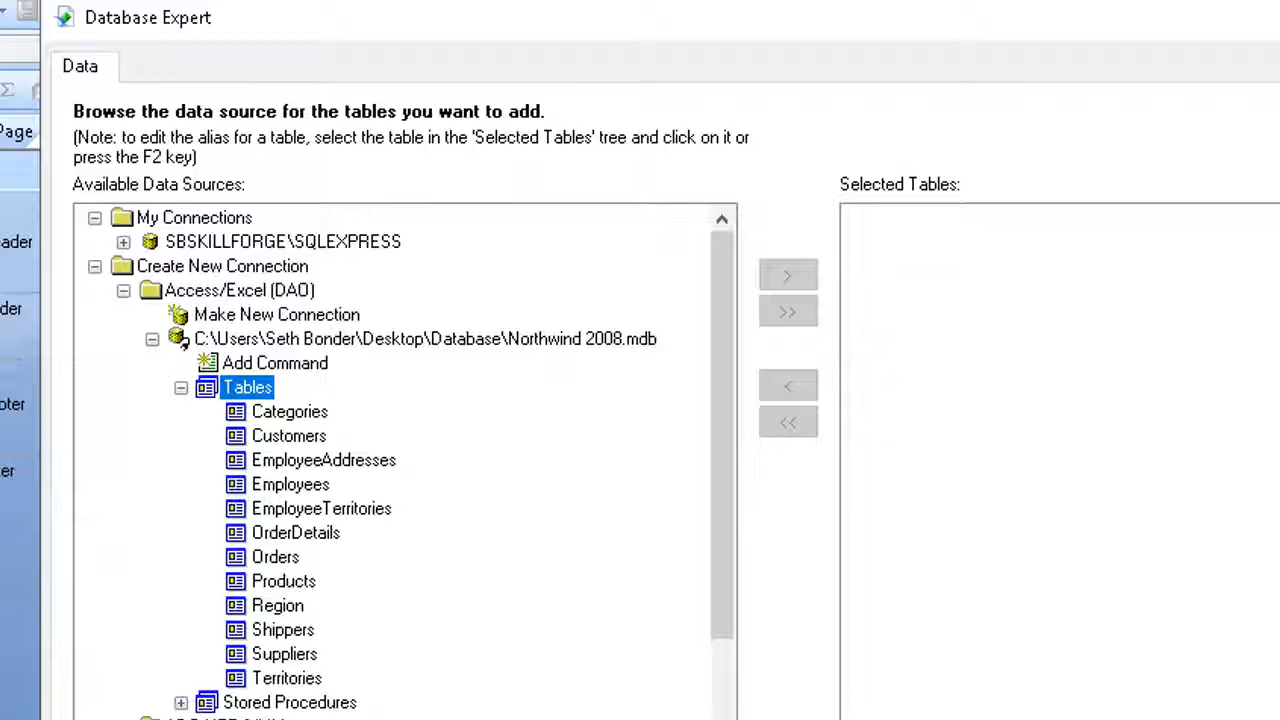 Database Expert
Data
Browse the data source for the tables you want to add.
(Note: to edit the alias for a table, select the table in the 'Selected Tables' tree and click on it or
press the F2 key)
Available Data Sources:
Selected Tables:
My Connections
SBSKILLFORGE\SQLEXPRESS
Create New Connection
Access/Excel (DAO)
Make New Connection
C:\Users\Seth Bonder\Desktop\Database\Northwind 2008.mdb
Add Command
Tables
Categories
Customers
EmployeeAddresses
Employees
EmployeeTerritories
OrderDetails
Orders
Products
Region
Shippers
Suppliers
Territories
Stored Procedures
>
>>
<
<<
Page
eader
der
oter
ter